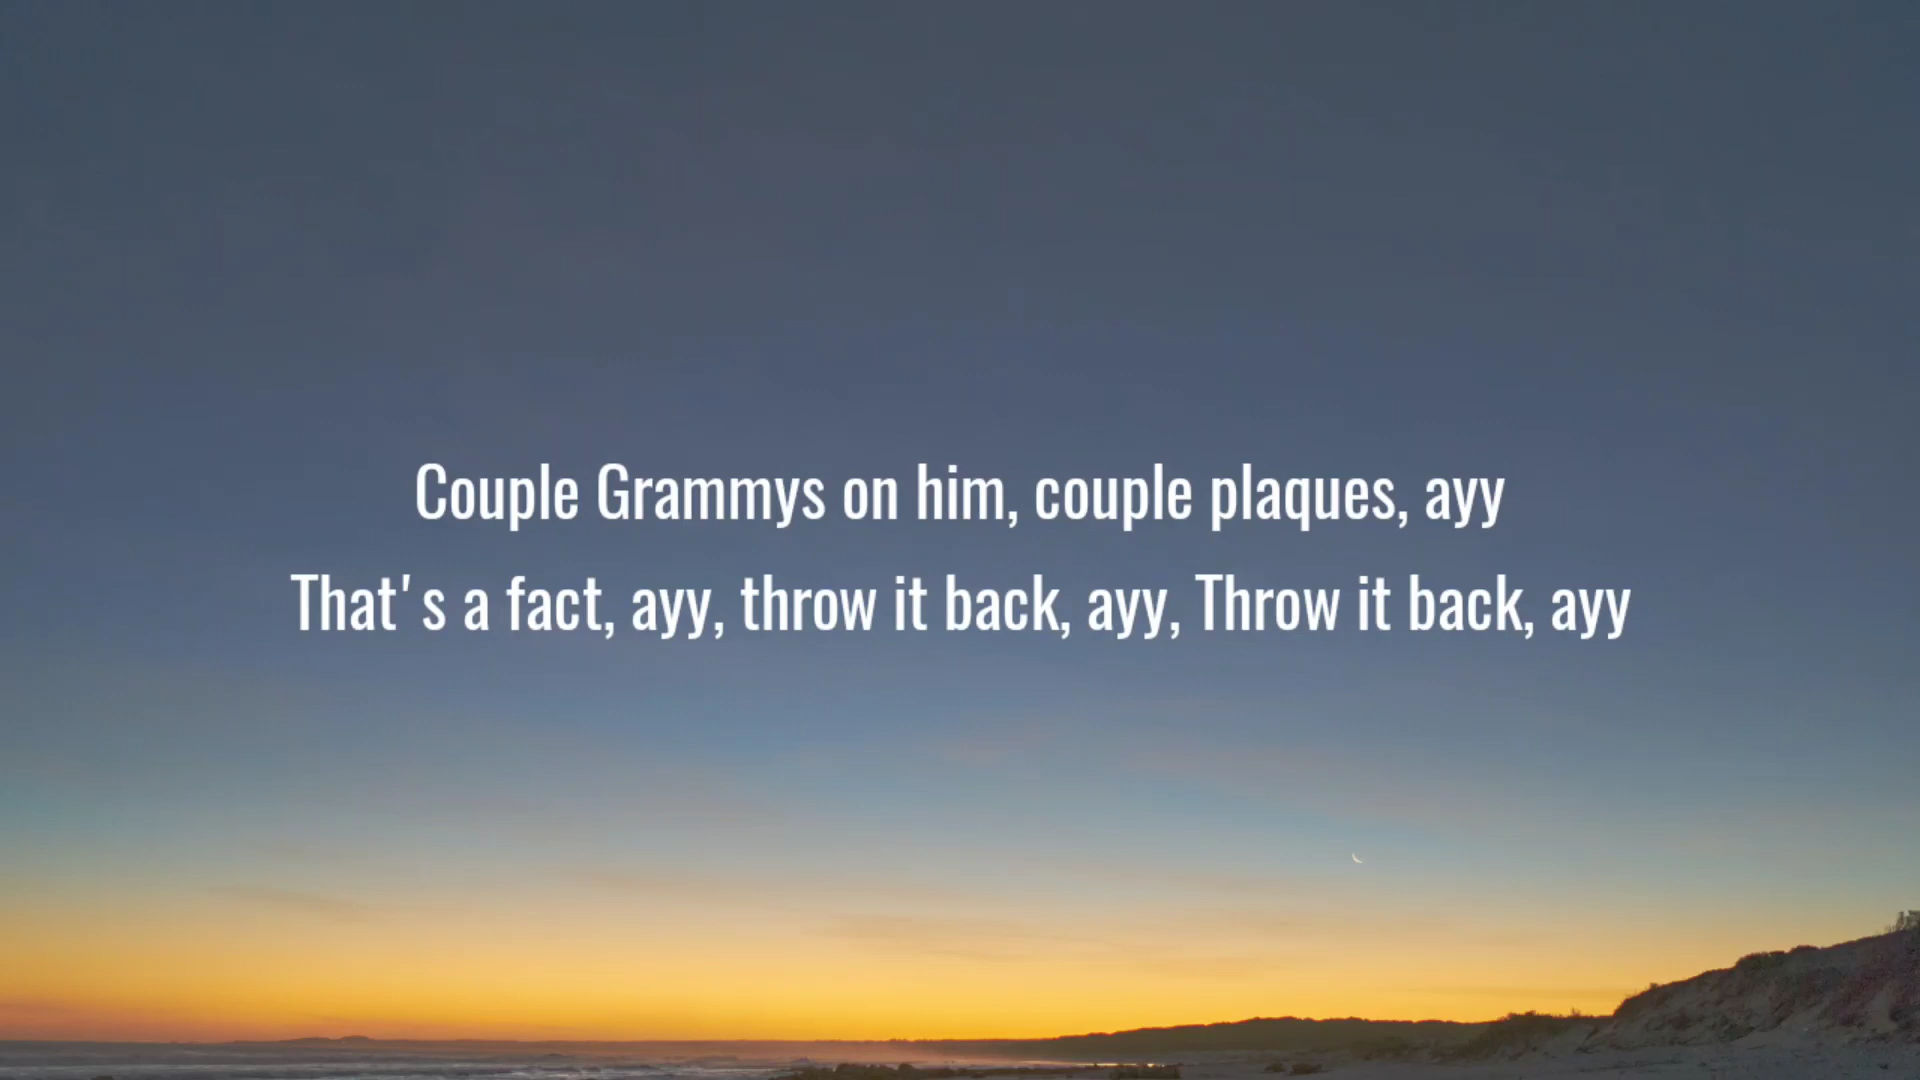 Couple Grammys on him, couple plaques, ayy
That's a fact, ayy, throw it back, ayy, Throw it back, ayy